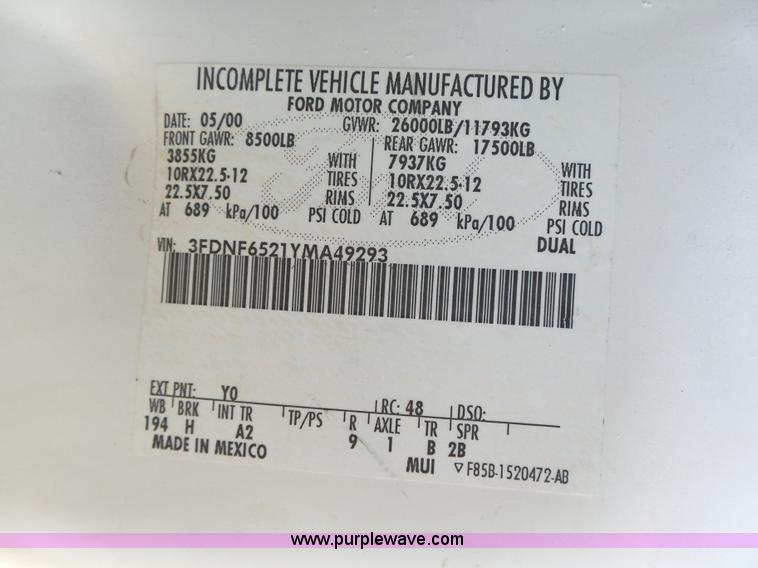 INCOMPLETE VEHICLE MANUFACTURED BY
FORD MOTOR COMPANY
DATE: 05/00 GVWR: 26000LB/11793KG
FRONT GAWR: 8500LB REAR GAWR: 17500LB
3855KG WITH 7937KG WITH
10RX22.5-12 TIRES 10RX22.5-12 TIRES
22.5X7.50 RIMS 22.5X7.50 RIMS
AT 689 kPa/100 PSI COLD AT 689 kPa/100 PSI COLD
DUAL
VIN: 3FDNF6521YMA49293
EXT PNT: YO RC: 48 DSO:
WB BRK INT TR TP/PS R AXLE TR SPR
194 H A2 9 1 B 2B
MADE IN MEXICO MUI ▽ F85B-1520472-AB
www.purplewave.com